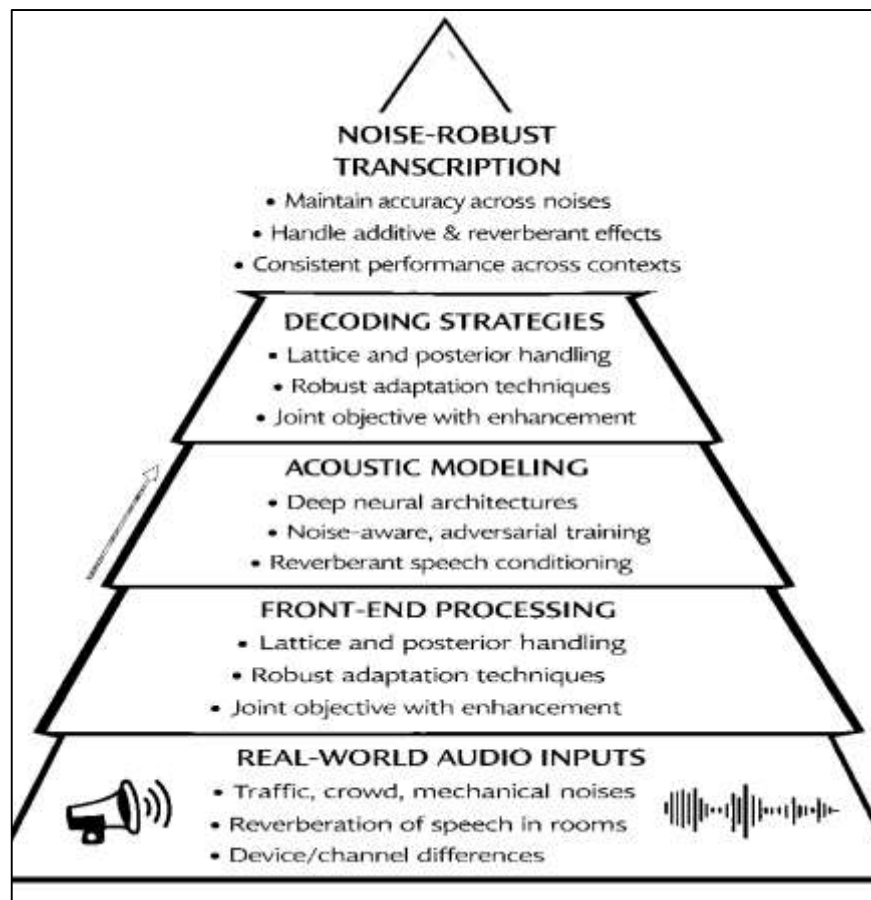 NOISE-ROBUST
TRANSCRIPTION
• Maintain accuracy across noises
• Handle additive & reverberant effects
• Consistent performance across contexts
DECODING STRATEGIES
• Lattice and posterior handling
• Robust adaptation techniques
• Joint objective with enhancement
ACOUSTIC MODELING
• Deep neural architectures
• Noise-aware, adversarial training
• Reverberant speech conditioning
FRONT-END PROCESSING
• Lattice and posterior handling
• Robust adaptation techniques
• Joint objective with enhancement
REAL-WORLD AUDIO INPUTS
• Traffic, crowd, mechanical noises
• Reverberation of speech in rooms
• Device/channel differences